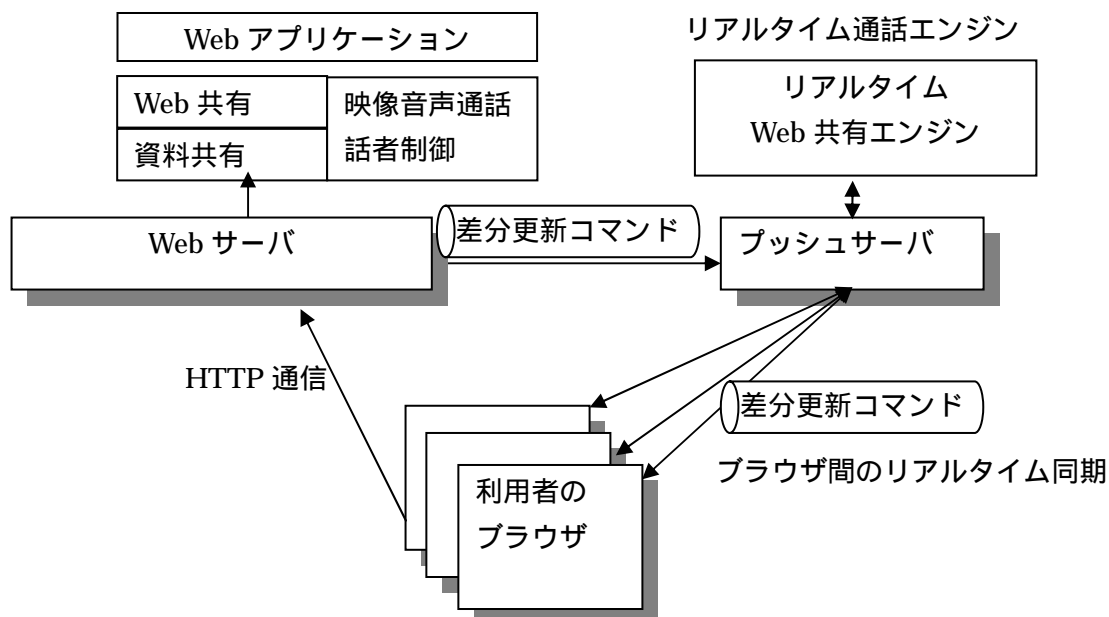 Web アプリケーション
Web 共有
資料共有
映像音声通話
話者制御
リアルタイム通話エンジン
リアルタイム
Web 共有エンジン
Web サーバ
差分更新コマンド
プッシュサーバ
HTTP 通信
差分更新コマンド
ブラウザ間のリアルタイム同期
利用者の
ブラウザ